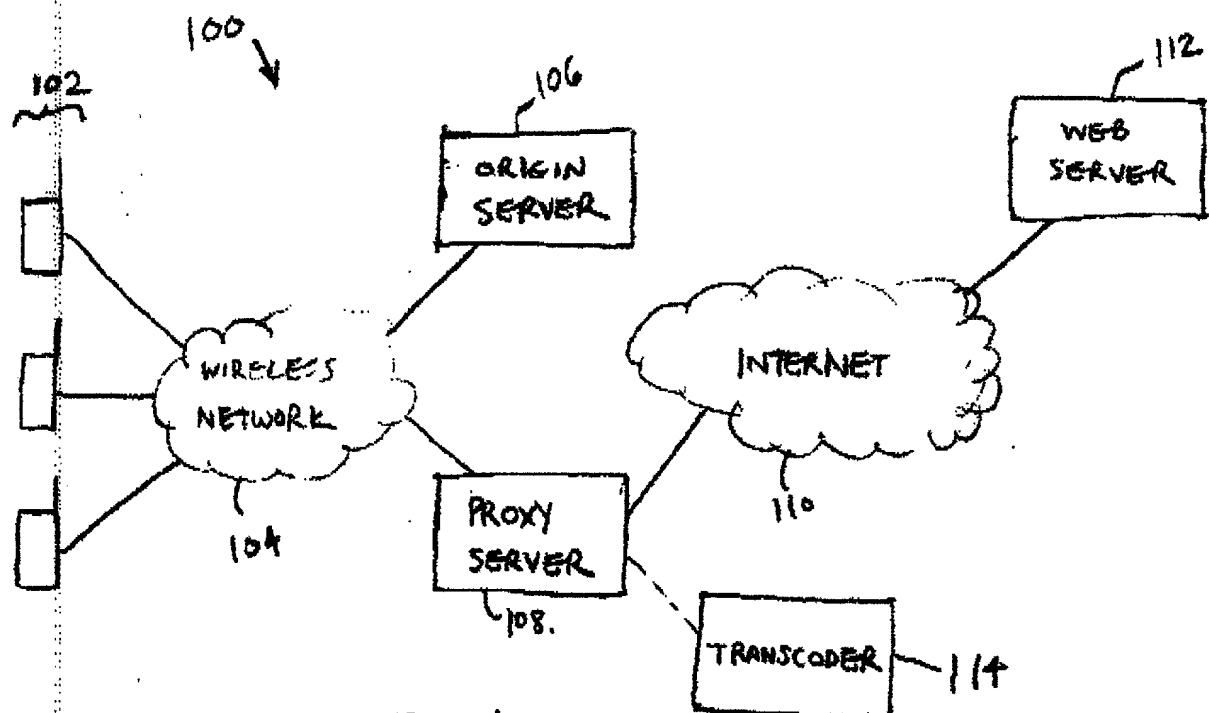 100
102
106
112
ORIGIN
SERVER
WEB
SERVER
WIRELESS
NETWORK
INTERNET
104
PROXY
SERVER
110
108.
TRANSCODER
114